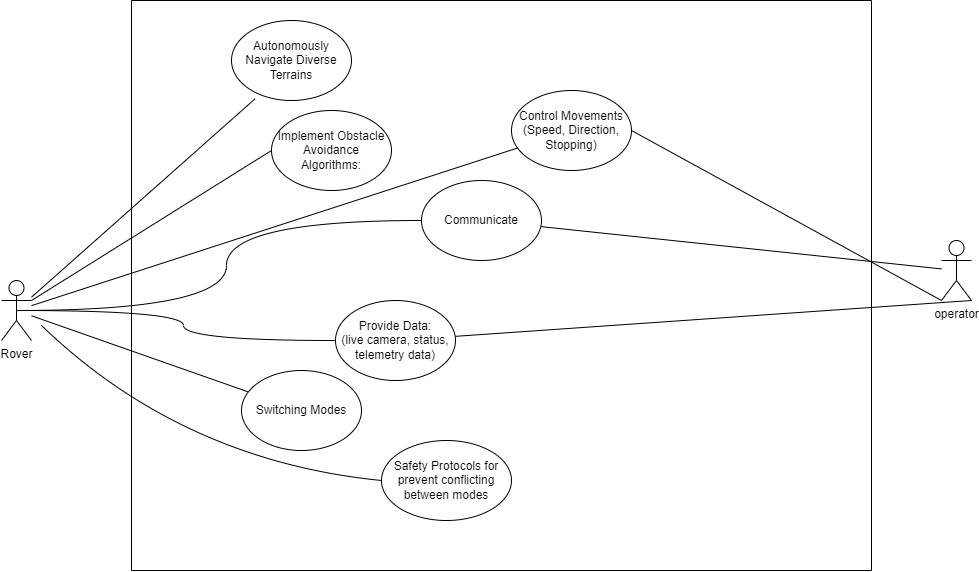 Autonomously
Navigate Diverse
Terrains
Implement Obstacle
Avoidance
Algorithms:
Control Movements
(Speed, Direction,
Stopping)
Communicate
Provide Data:
(live camera, status,
telemetry data)
Switching Modes
Safety Protocols for
prevent conflicting
between modes
Rover
operator